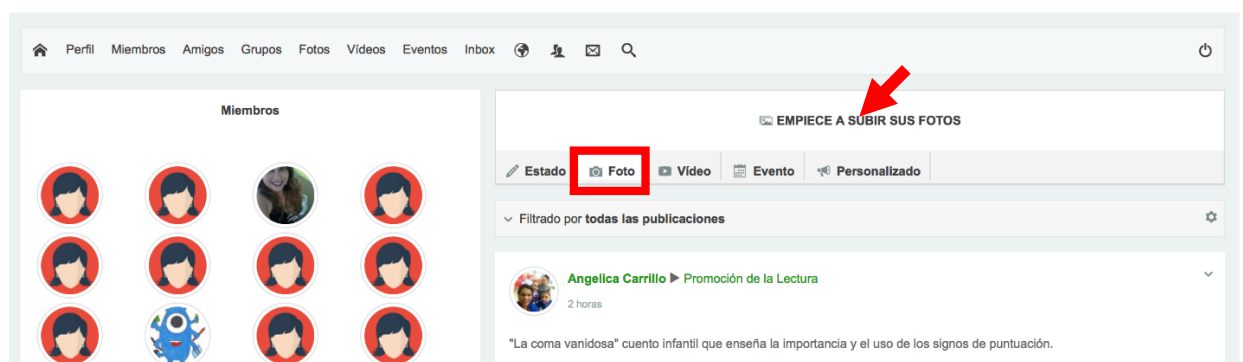 Perfil Miembros Amigos Grupos Fotos Vídeos Eventos Inbox
Miembros
EMPIECE A SUBIR SUS FOTOS
Estado Foto Vídeo Evento Personalizado
Filtrado por todas las publicaciones
Angelica Carrillo ▶ Promoción de la Lectura
2 horas
"La coma vanidosa" cuento infantil que enseña la importancia y el uso de los signos de puntuación.